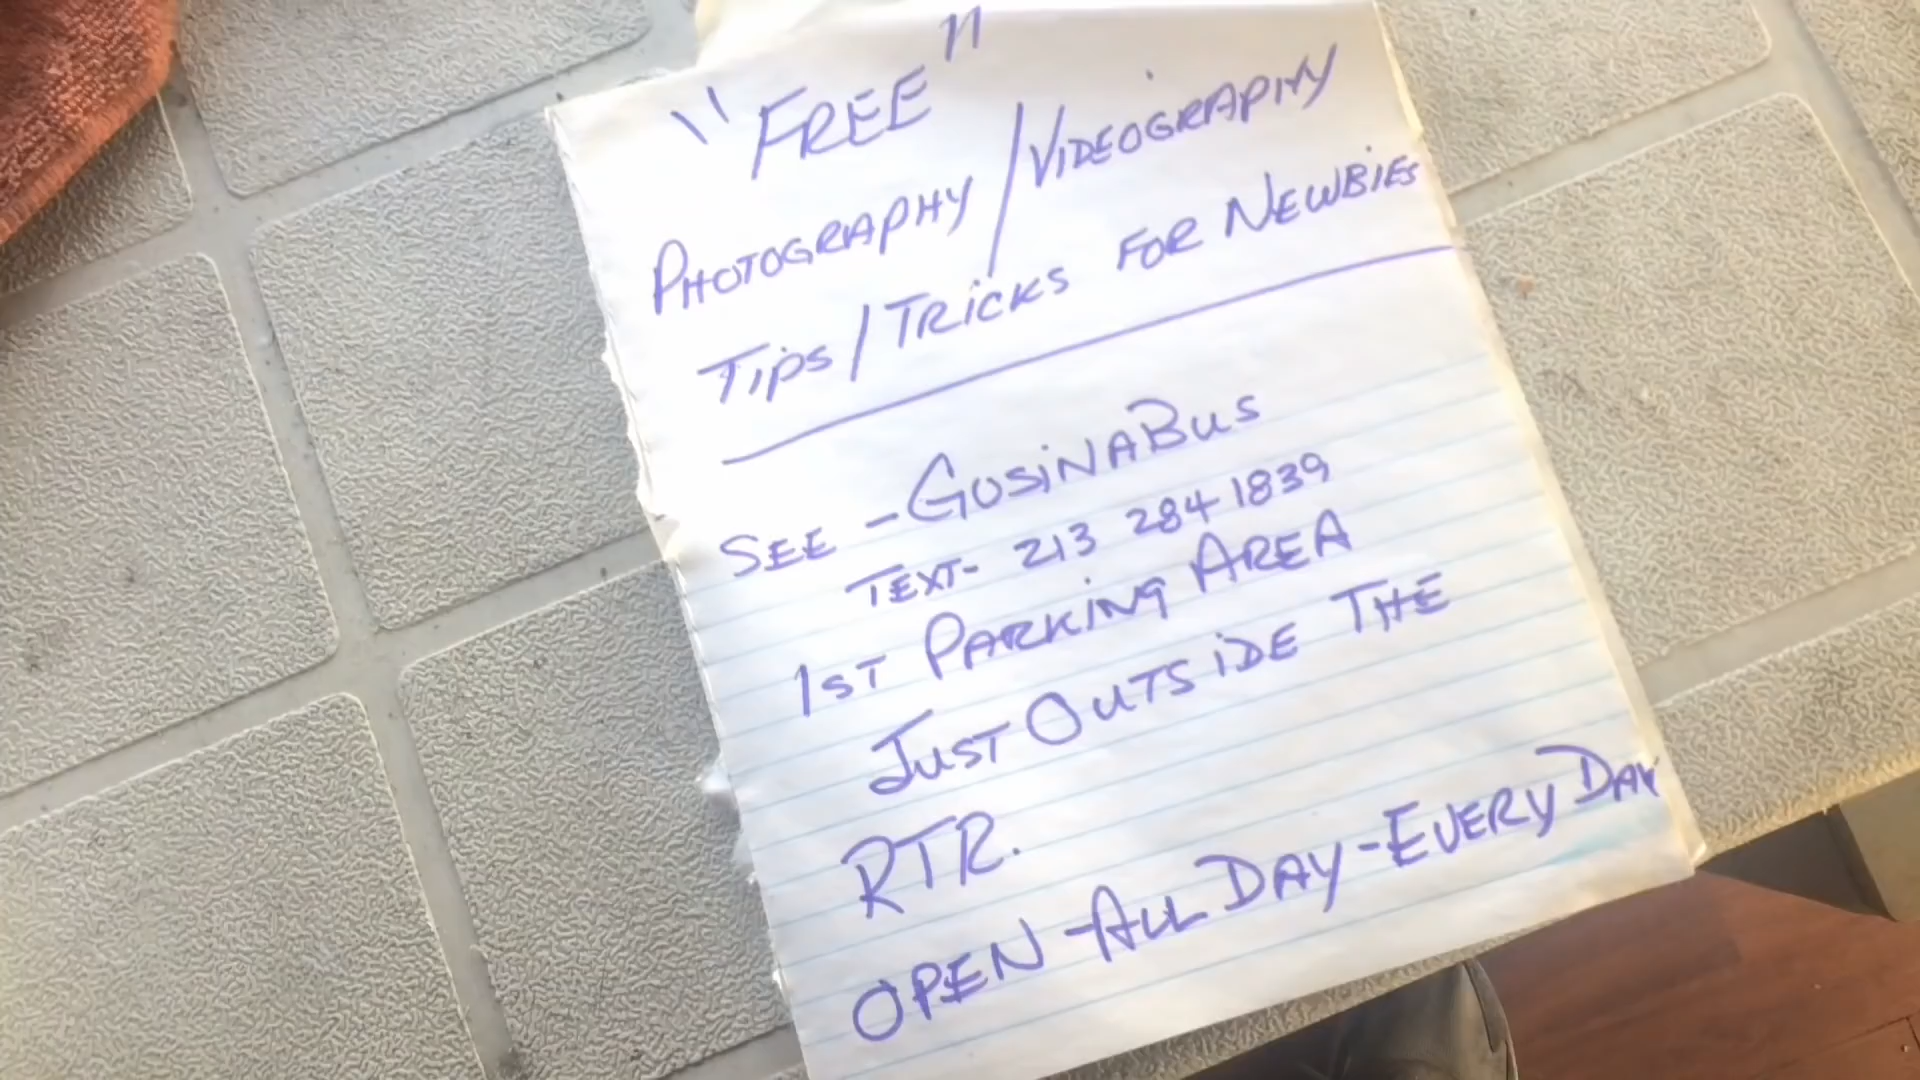 "FREE"
PHOTOGRAPHY / VIDEOGRAPHY
TIPS / TRICKS FOR NEWBIES
SEE - GUSINABUS
TEXT- 213 284 1839
1ST PARKING AREA
JUST OUTSIDE THE
RTR.
OPEN - ALL DAY - EVERY DAY